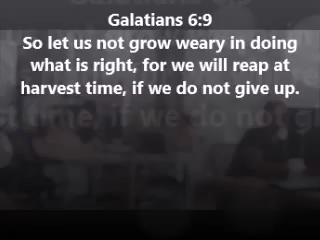 Galatians 6:9
So let us not grow weary in doing
what is right, for we will reap at
harvest time, if we do not give up.